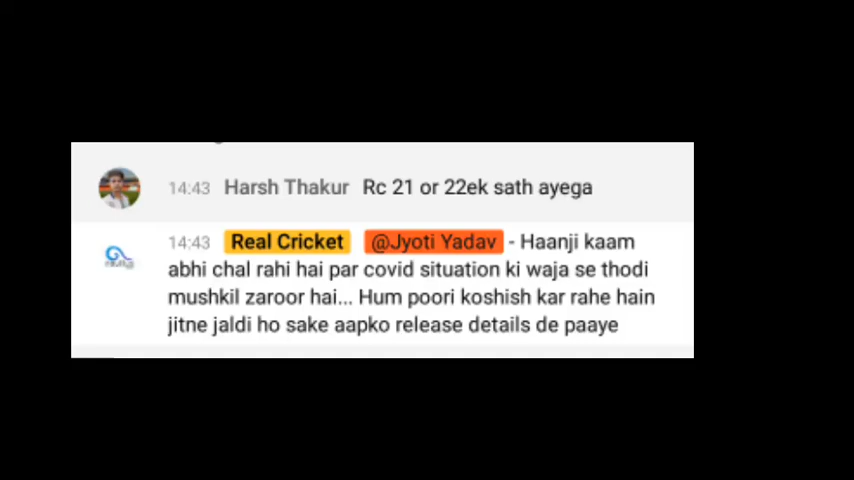 14:43 Harsh Thakur Rc 21 or 22ek sath ayega
14:43 Real Cricket @Jyoti Yadav - Haanji kaam
abhi chal rahi hai par covid situation ki waja se thodi
mushkil zaroor hai... Hum poori koshish kar rahe hain
jitne jaldi ho sake aapko release details de paaye